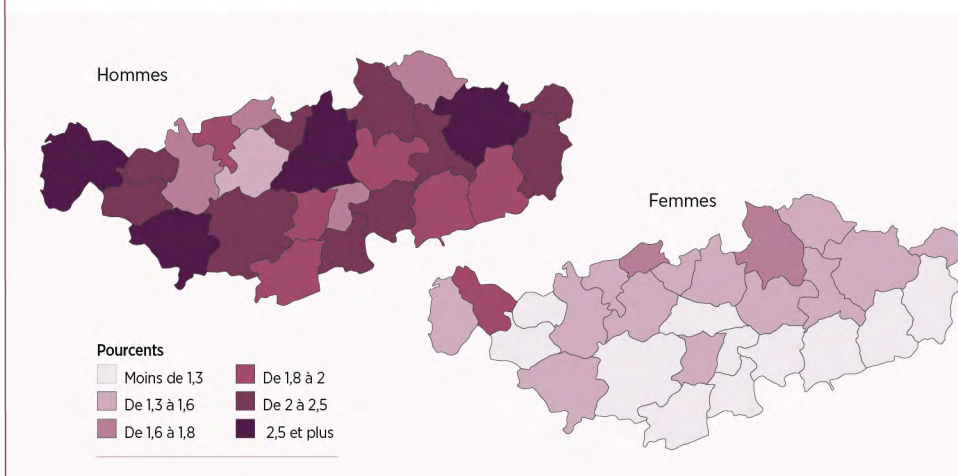 Hommes
Femmes
Pourcents
Moins de 1,3
De 1,3 à 1,6
De 1,6 à 1,8
De 1,8 à 2
De 2 à 2,5
2,5 et plus